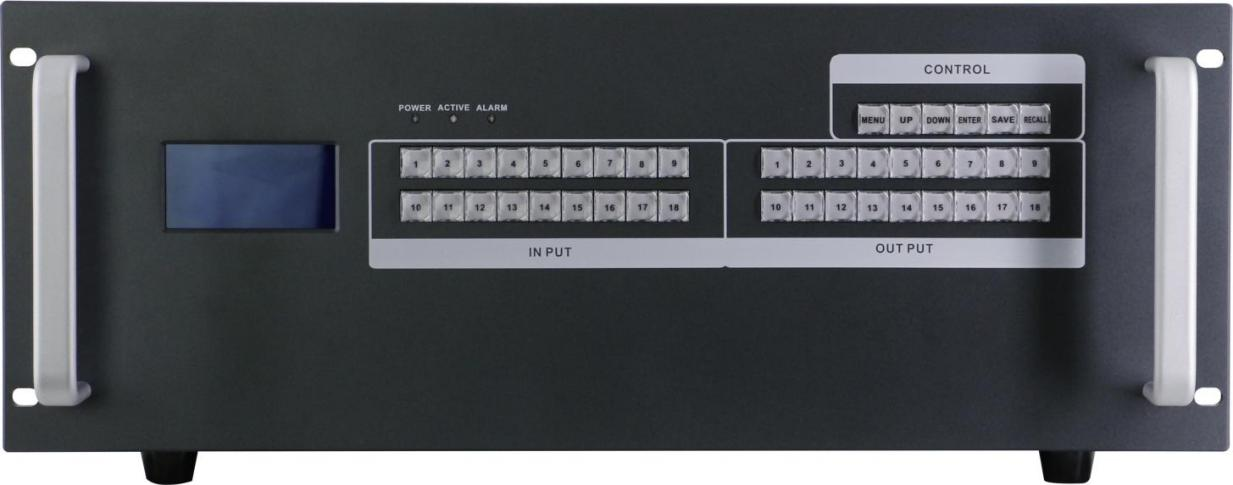 CONTROL
MENU UP DOWN ENTER SAVE RECALL
POWER ACTIVE ALARM
1 2 3 4 5 6 7 8 9
10 11 12 13 14 15 16 17 18
IN PUT
1 2 3 4 5 6 7 8 9
10 11 12 13 14 15 16 17 18
OUT PUT